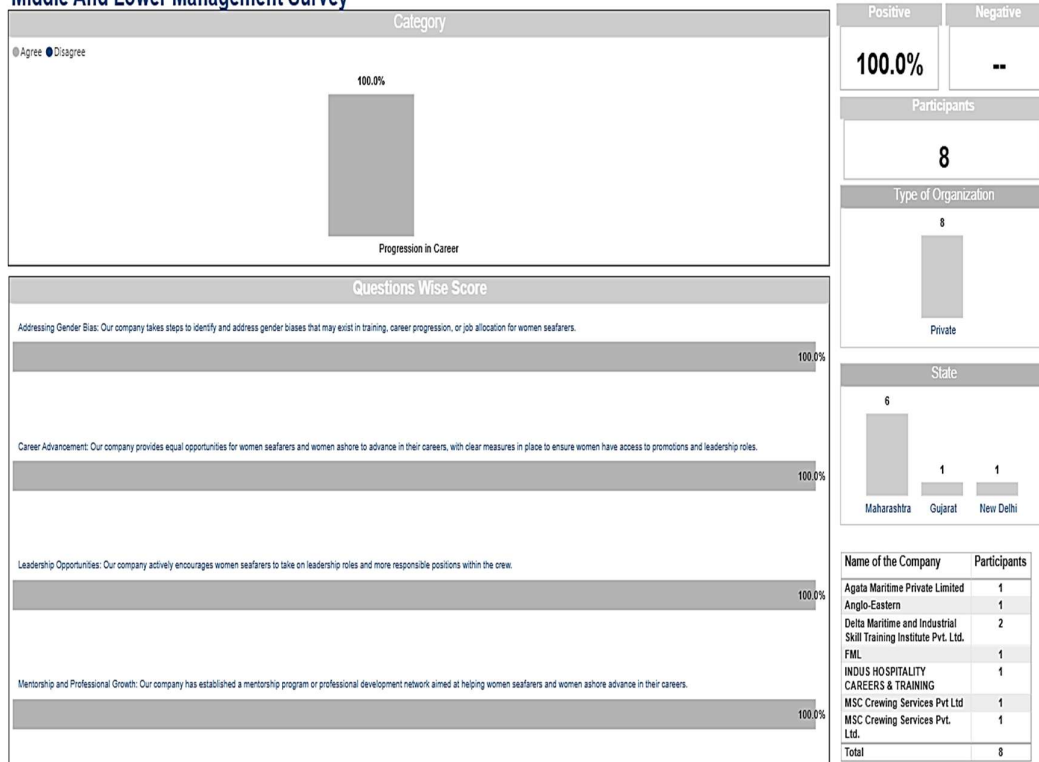 Middle And Lower Management Survey
Category
Agree Disagree
100.0%
Progression in Career
Questions Wise Score
Addressing Gender Bias: Our company takes steps to identify and address gender biases that may exist in training, career progression, or job allocation for women seafarers.
100.0%
Career Advancement: Our company provides equal opportunities for women seafarers and women ashore to advance in their careers, with clear measures in place to ensure women have access to promotions and leadership roles.
100.0%
Leadership Opportunities: Our company actively encourages women seafarers to take on leadership roles and more responsible positions within the crew.
100.0%
Mentorship and Professional Growth: Our company has established a mentorship program or professional development network aimed at helping women seafarers and women ashore advance in their careers.
100.0%
Positive Negative
100.0% --
Participants
8
Type of Organization
8
Private
State
6
1 1
Maharashtra Gujarat New Delhi
Name of the Company Participants
Agata Maritime Private Limited 1
Anglo-Eastern 1
Delta Maritime and Industrial 2
Skill Training Institute Pvt. Ltd.
FML 1
INDUS HOSPITALITY 1
CAREERS & TRAINING
MSC Crewing Services Pvt Ltd 1
MSC Crewing Services Pvt. 1
Ltd.
Total 8